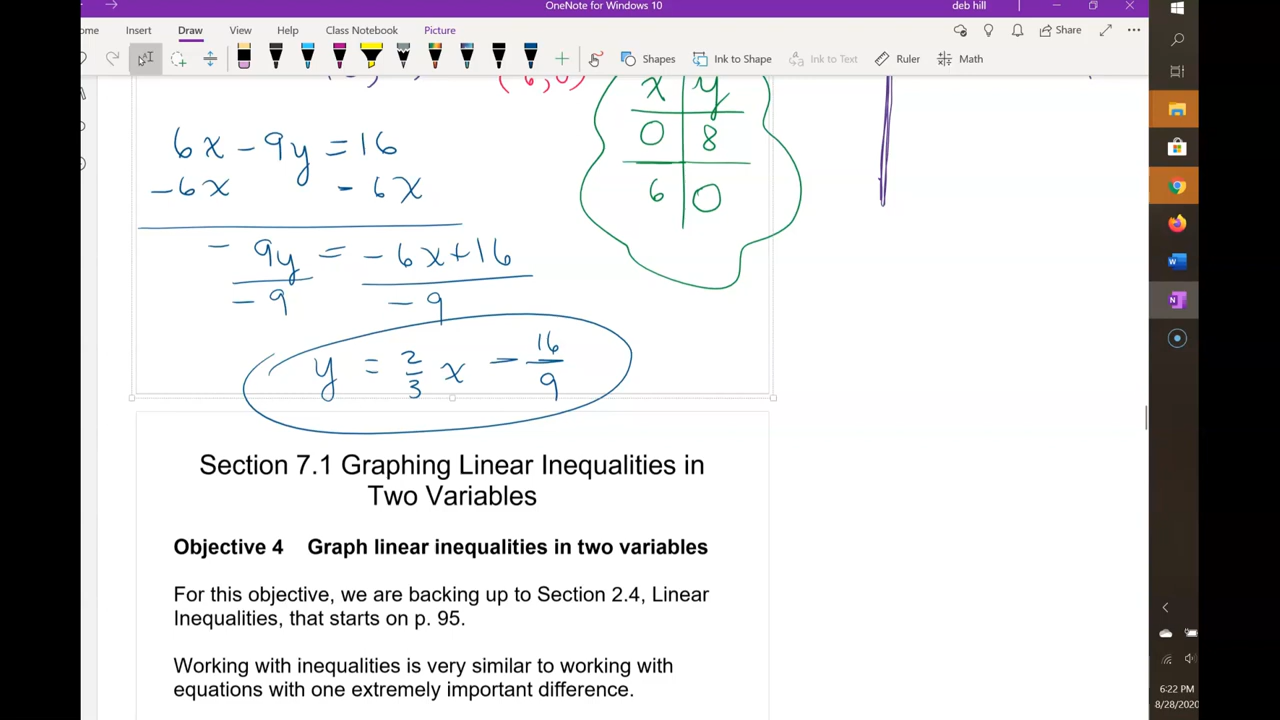 OneNote for Windows 10
deb hill
ome Insert Draw View Help Class Notebook Picture
Share
Shapes Ink to Shape Ink to Text Ruler Math
(6, 0)
x y
0 8
6 0
6x - 9y = 16
-6x - 6x
- 9y = - 6x + 16
- 9 - 9
y = 2/3 x - 16/9
Section 7.1 Graphing Linear Inequalities in
Two Variables
Objective 4 Graph linear inequalities in two variables
For this objective, we are backing up to Section 2.4, Linear
Inequalities, that starts on p. 95.
Working with inequalities is very similar to working with
equations with one extremely important difference.
6:22 PM
8/28/2020